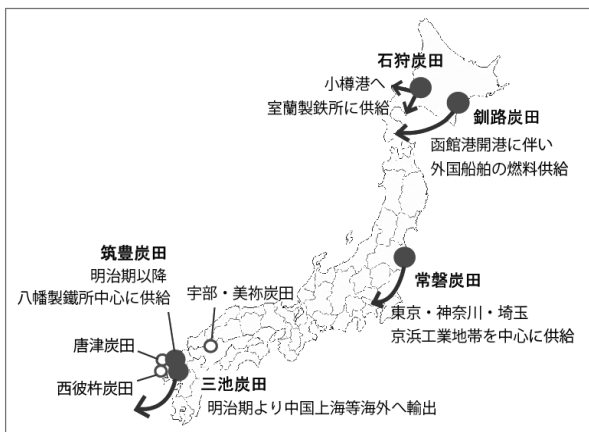 石狩炭田
小樽港へ
室蘭製鉄所に供給
釧路炭田
函館港開港に伴い
外国船舶の燃料供給
筑豊炭田
明治期以降
八幡製鐵所中心に供給
宇部・美祢炭田
常磐炭田
東京・神奈川・埼玉
京浜工業地帯を中心に供給
唐津炭田
西彼杵炭田
三池炭田
明治期より中国上海等海外へ輸出